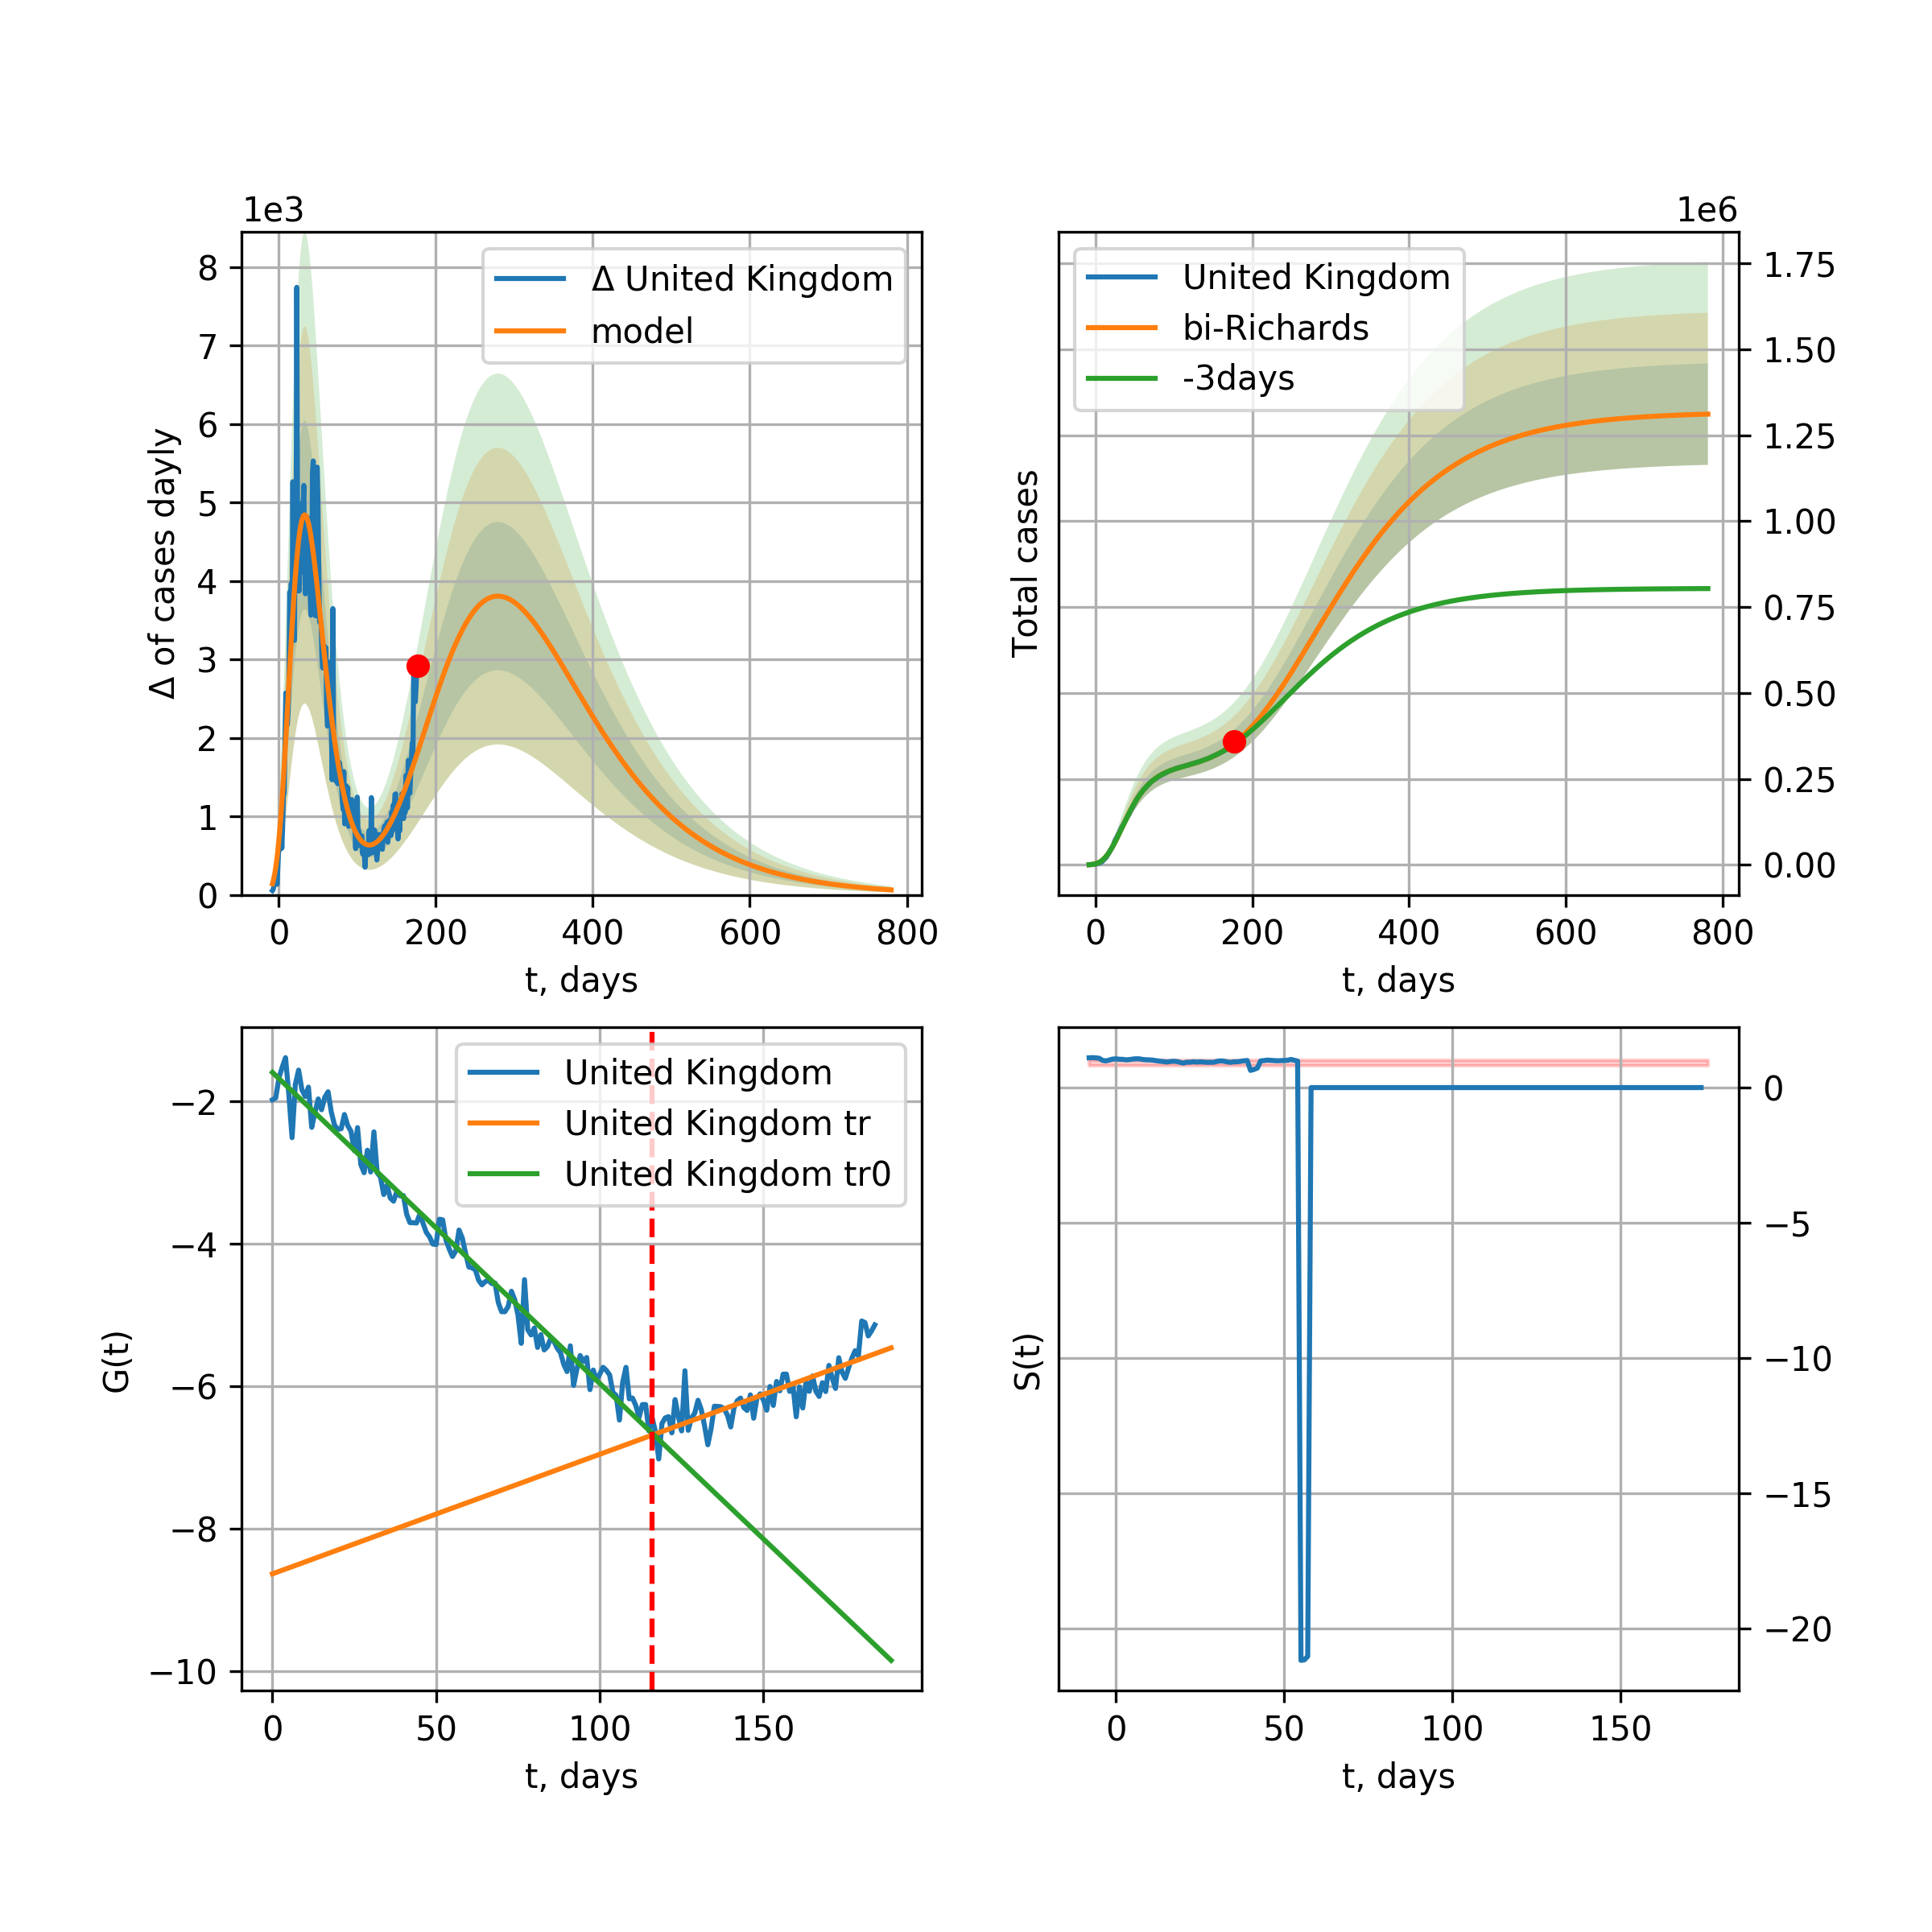 1e3
8
7
6
5
4
3
2
1
0
Δ of cases dayly
Δ United Kingdom
model
0 200 400 600 800
t, days
1e6
United Kingdom
bi-Richards
-3days
Total cases
1.75
1.50
1.25
1.00
0.75
0.50
0.25
0.00
0 200 400 600 800
t, days
−2
−4
−6
−8
−10
G(t)
United Kingdom
United Kingdom tr
United Kingdom tr0
0 50 100 150
t, days
S(t)
0
−5
−10
−15
−20
0 50 100 150
t, days